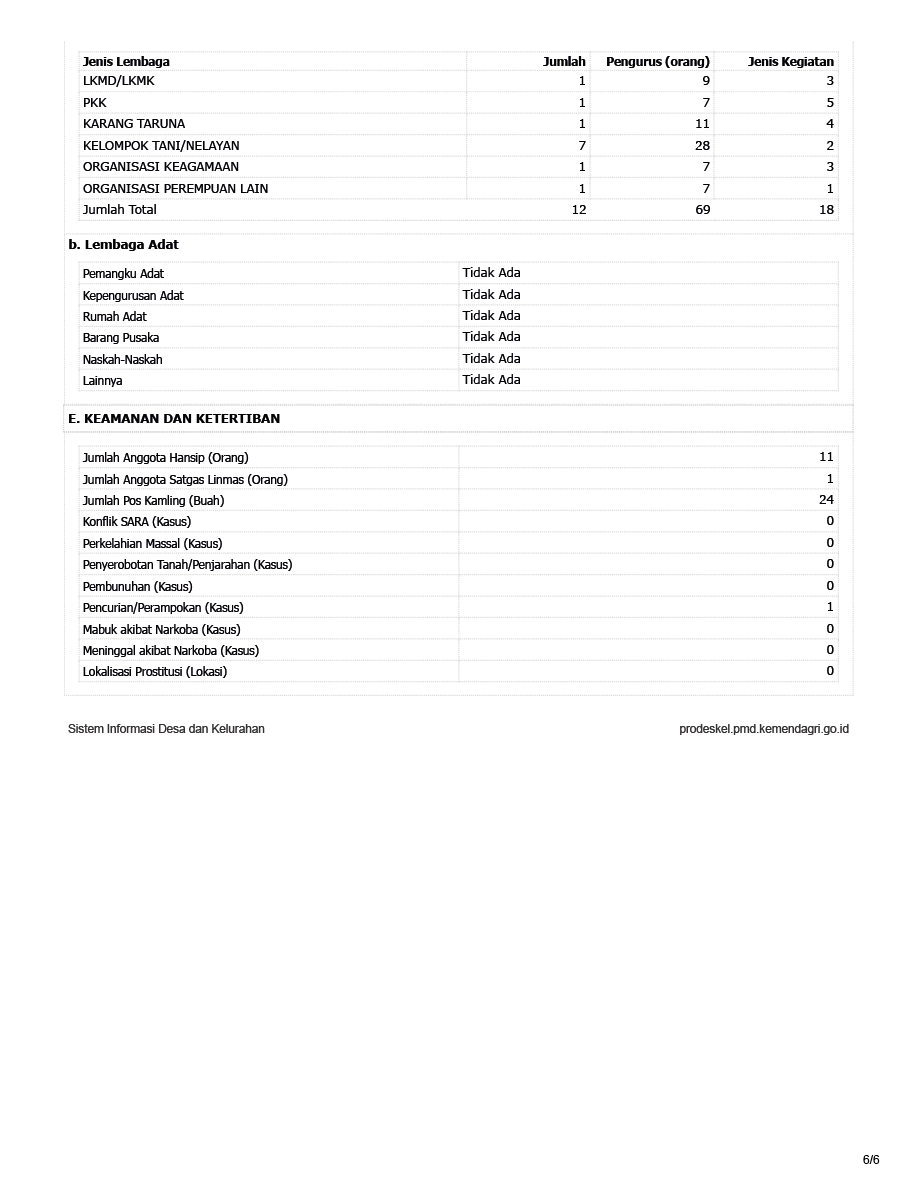 Jenis Lembaga Jumlah Pengurus (orang) Jenis Kegiatan
LKMD/LKMK 1 9 3
PKK 1 7 5
KARANG TARUNA 1 11 4
KELOMPOK TANI/NELAYAN 7 28 2
ORGANISASI KEAGAMAAN 1 7 3
ORGANISASI PEREMPUAN LAIN 1 7 1
Jumlah Total 12 69 18
b. Lembaga Adat
Pemangku Adat Tidak Ada
Kepengurusan Adat Tidak Ada
Rumah Adat Tidak Ada
Barang Pusaka Tidak Ada
Naskah-Naskah Tidak Ada
Lainnya Tidak Ada
E. KEAMANAN DAN KETERTIBAN
Jumlah Anggota Hansip (Orang) 11
Jumlah Anggota Satgas Linmas (Orang) 1
Jumlah Pos Kamling (Buah) 24
Konflik SARA (Kasus) 0
Perkelahian Massal (Kasus) 0
Penyerobotan Tanah/Penjarahan (Kasus) 0
Pembunuhan (Kasus) 0
Pencurian/Perampokan (Kasus) 1
Mabuk akibat Narkoba (Kasus) 0
Meninggal akibat Narkoba (Kasus) 0
Lokalisasi Prostitusi (Lokasi) 0
Sistem Informasi Desa dan Kelurahan prodeskel.pmd.kemendagri.go.id
6/6